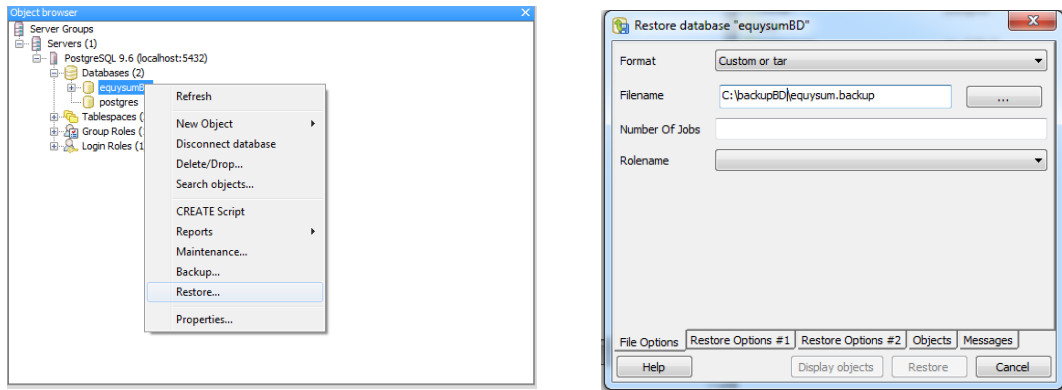 Object browser
Server Groups
Servers (1)
PostgreSQL 9.6 (localhost:5432)
Databases (2)
equysumB
postgres
Tablespaces (
Group Roles (
Login Roles (1
Refresh
New Object
Disconnect database
Delete/Drop...
Search objects...
CREATE Script
Reports
Maintenance...
Backup...
Restore...
Properties...
Restore database "equysumBD"
Format
Custom or tar
Filename
C:\backupBD\equysum.backup
...
Number Of Jobs
Rolename
File Options Restore Options #1 Restore Options #2 Objects Messages
Help Display objects Restore Cancel